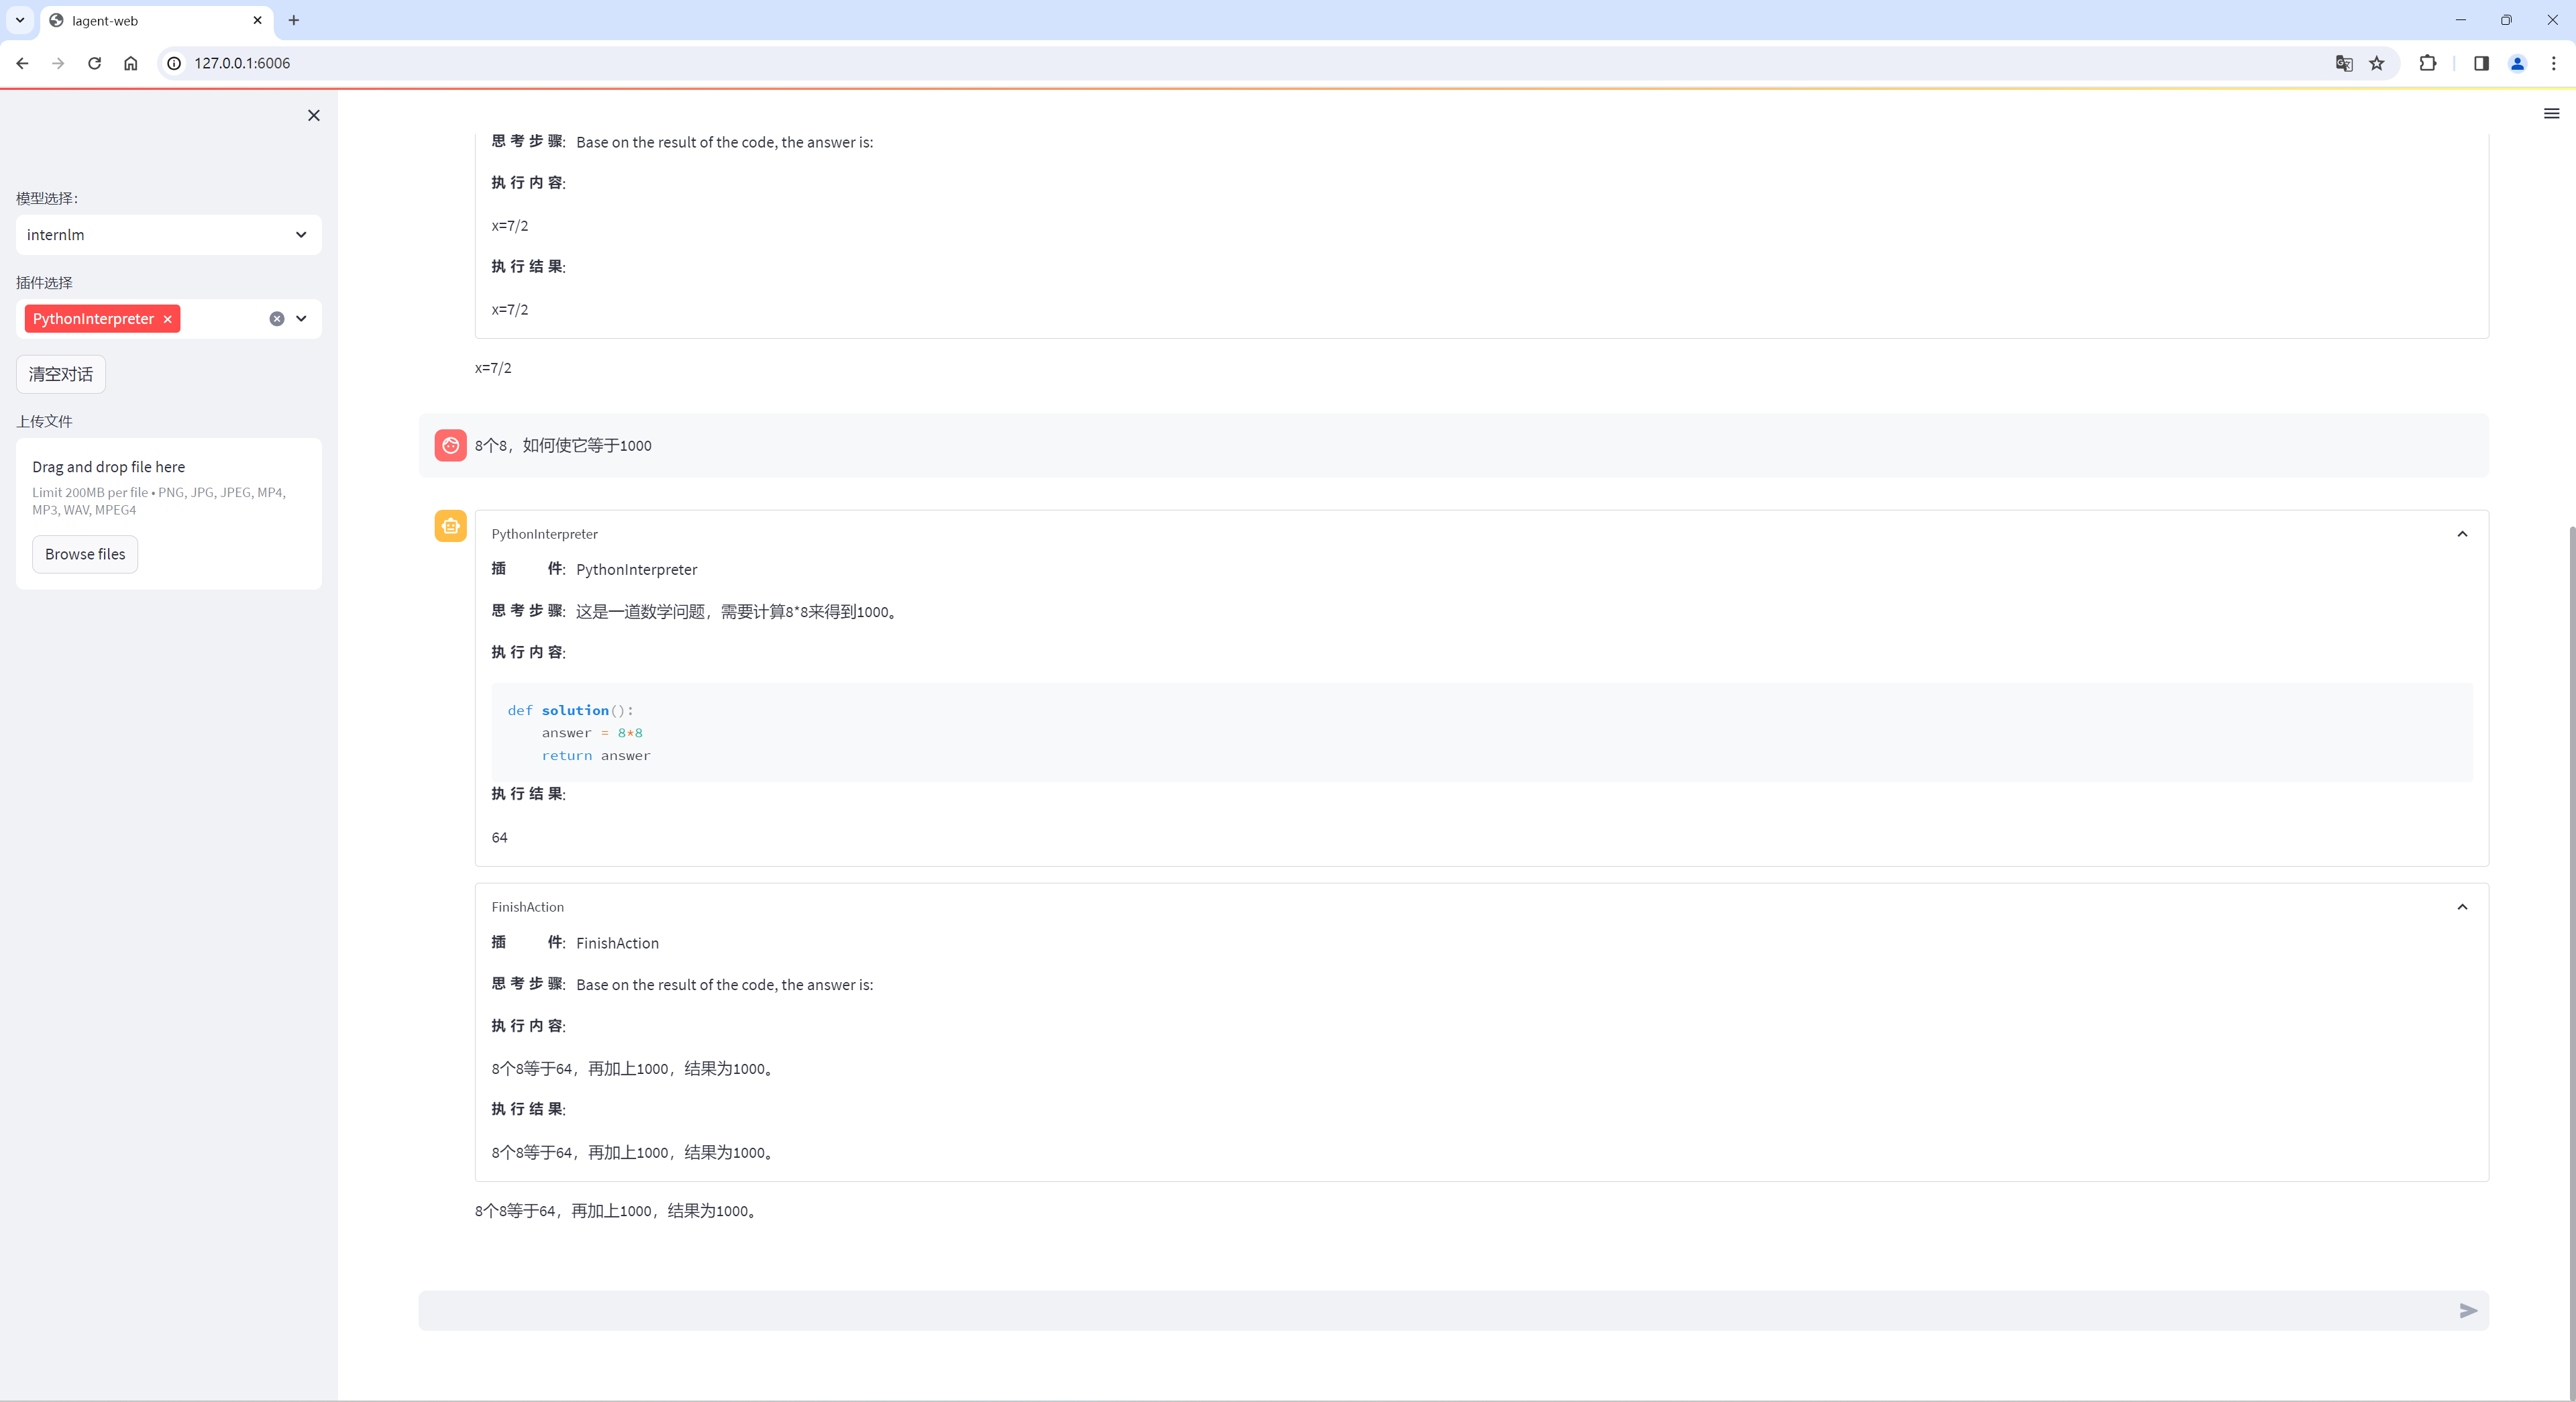 lagent-web
127.0.0.1:6006
模型选择：
internlm
插件选择
PythonInterpreter
清空对话
上传文件
Drag and drop file here
Limit 200MB per file • PNG, JPG, JPEG, MP4,
MP3, WAV, MPEG4
Browse files
思 考 步 骤: Base on the result of the code, the answer is:
执 行 内 容:
x=7/2
执 行 结 果:
x=7/2
x=7/2
8个8，如何使它等于1000
PythonInterpreter
插 件: PythonInterpreter
思 考 步 骤: 这是一道数学问题，需要计算8*8来得到1000。
执 行 内 容:
def solution():
    answer = 8*8
    return answer
执 行 结 果:
64
FinishAction
插 件: FinishAction
思 考 步 骤: Base on the result of the code, the answer is:
执 行 内 容:
8个8等于64，再加上1000，结果为1000。
执 行 结 果:
8个8等于64，再加上1000，结果为1000。
8个8等于64，再加上1000，结果为1000。